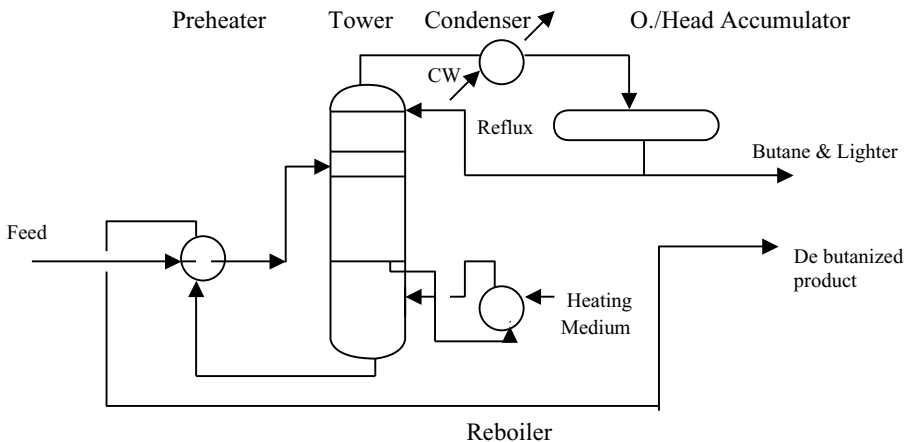 Preheater
Tower
Condenser
O./Head Accumulator
CW
Reflux
Butane & Lighter
Feed
De butanized
product
Heating
Medium
Reboiler